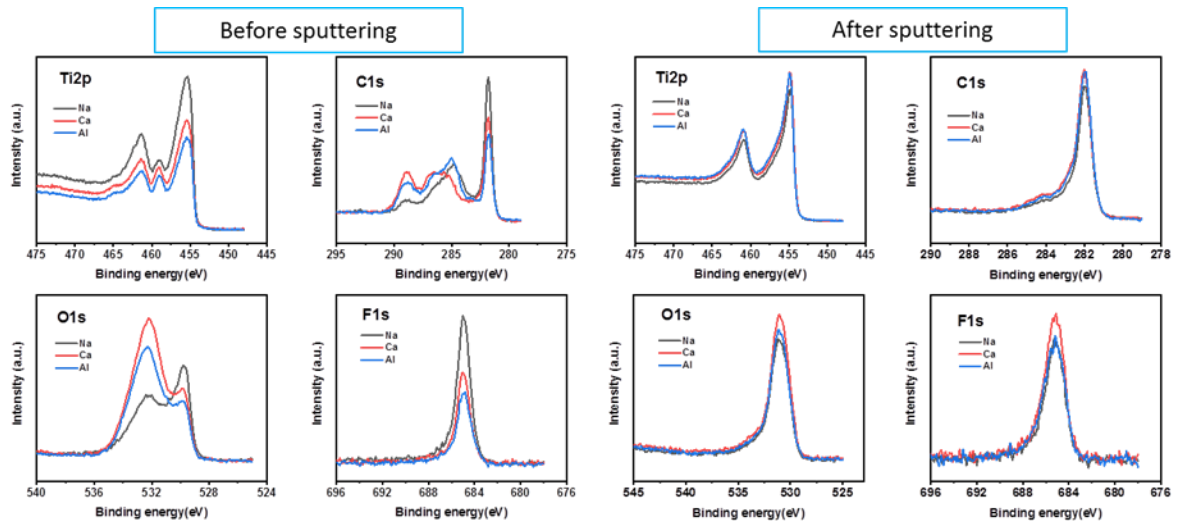 Before sputtering
After sputtering
Ti2p
Na
Ca
Al
Intensity (a.u.)
475 470 465 460 455 450 445
Binding energy(eV)
C1s
Na
Ca
Al
Intensity (a.u.)
295 290 285 280 275
Binding energy(eV)
Ti2p
Na
Ca
Al
Intensity (a.u.)
475 470 465 460 455 450 445
Binding energy(eV)
C1s
Na
Ca
Al
Intensity (a.u.)
290 288 286 284 282 280 278
Binding energy(eV)
O1s
Na
Ca
Al
Intensity (a.u.)
540 536 532 528 524
Binding energy(eV)
F1s
Na
Ca
Al
Intensity (a.u.)
696 692 688 684 680 676
Binding energy(eV)
O1s
Na
Ca
Al
Intensity (a.u.)
545 540 535 530 525
Binding energy(eV)
F1s
Na
Ca
Al
Intensity (a.u.)
696 692 688 684 680 676
Binding energy(eV)